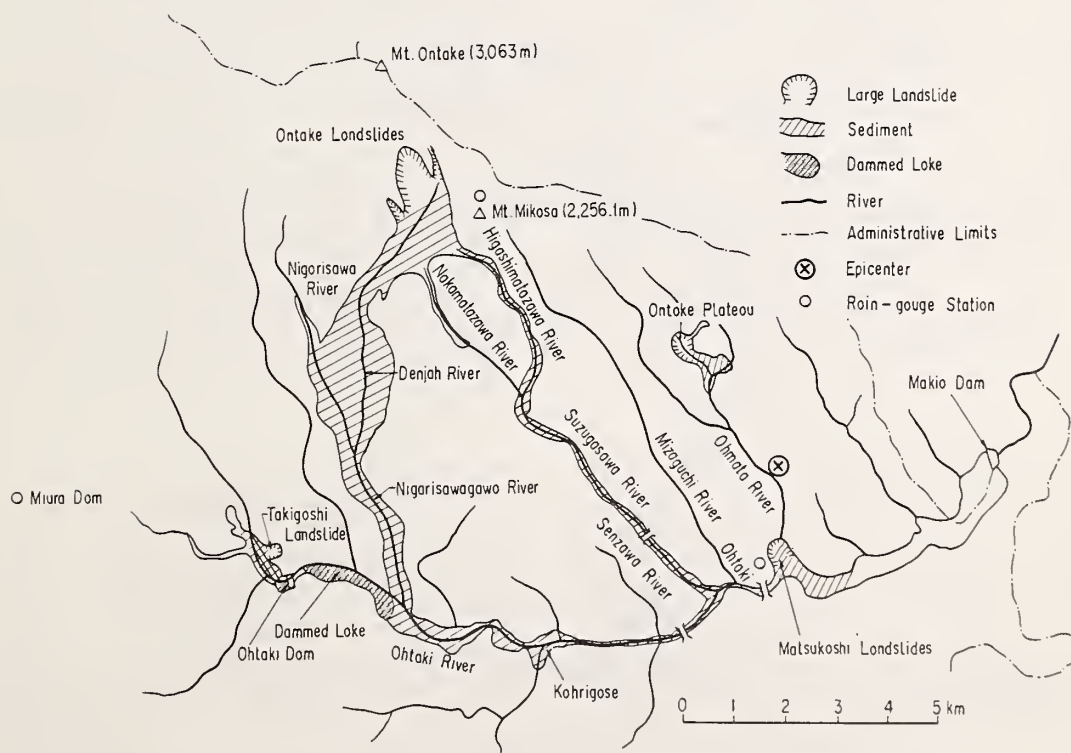 Mt. Ontake (3,063m)
Ontake Londslides
Mt. Mikosa (2,256.1m)
Large Landslide
Sediment
Dammed Loke
River
Administrative Limits
Epicenter
Roin-gouge Station
Nigorisawa
River
Higashimatazawa River
Nakamatazawa River
Ontoke Plateou
Denjah River
Makio Dam
Suzugosawa River
Mizoguchi River
Ohmata River
Miura Dom
Nigarisawagawo River
Takigoshi
Landslide
Senzawa River
Ohtaki
Dammed Loke
Ohtaki Dom
Ohtaki River
Kohrigose
Matsukoshi Landslides
0 1 2 3 4 5 km